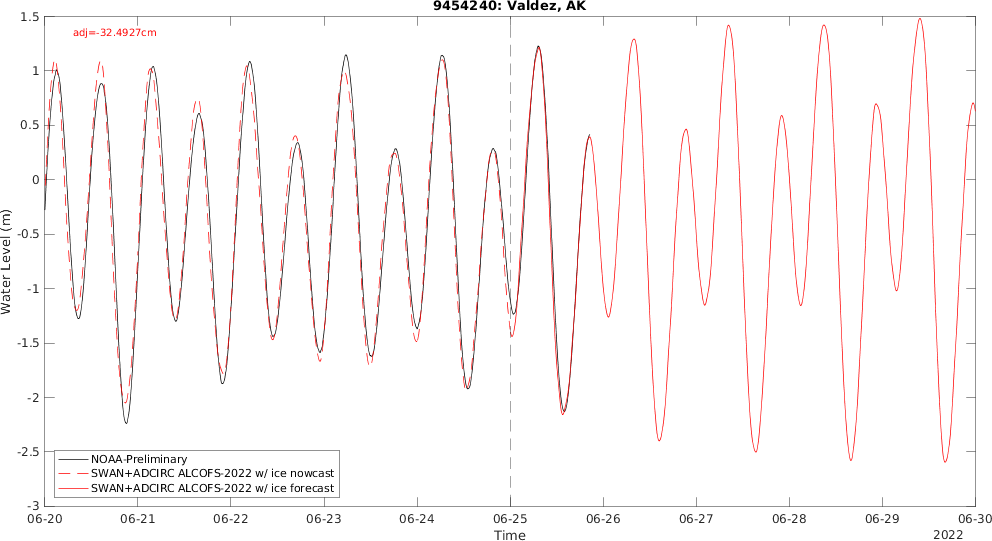 9454240: Valdez, AK
adj=-32.4927cm
1.5
1
0.5
0
-0.5
-1
-1.5
-2
-2.5
-3
Water Level (m)
NOAA-Preliminary
SWAN+ADCIRC ALCOFS-2022 w/ ice nowcast
SWAN+ADCIRC ALCOFS-2022 w/ ice forecast
06-20 06-21 06-22 06-23 06-24 06-25 06-26 06-27 06-28 06-29 06-30
Time
2022